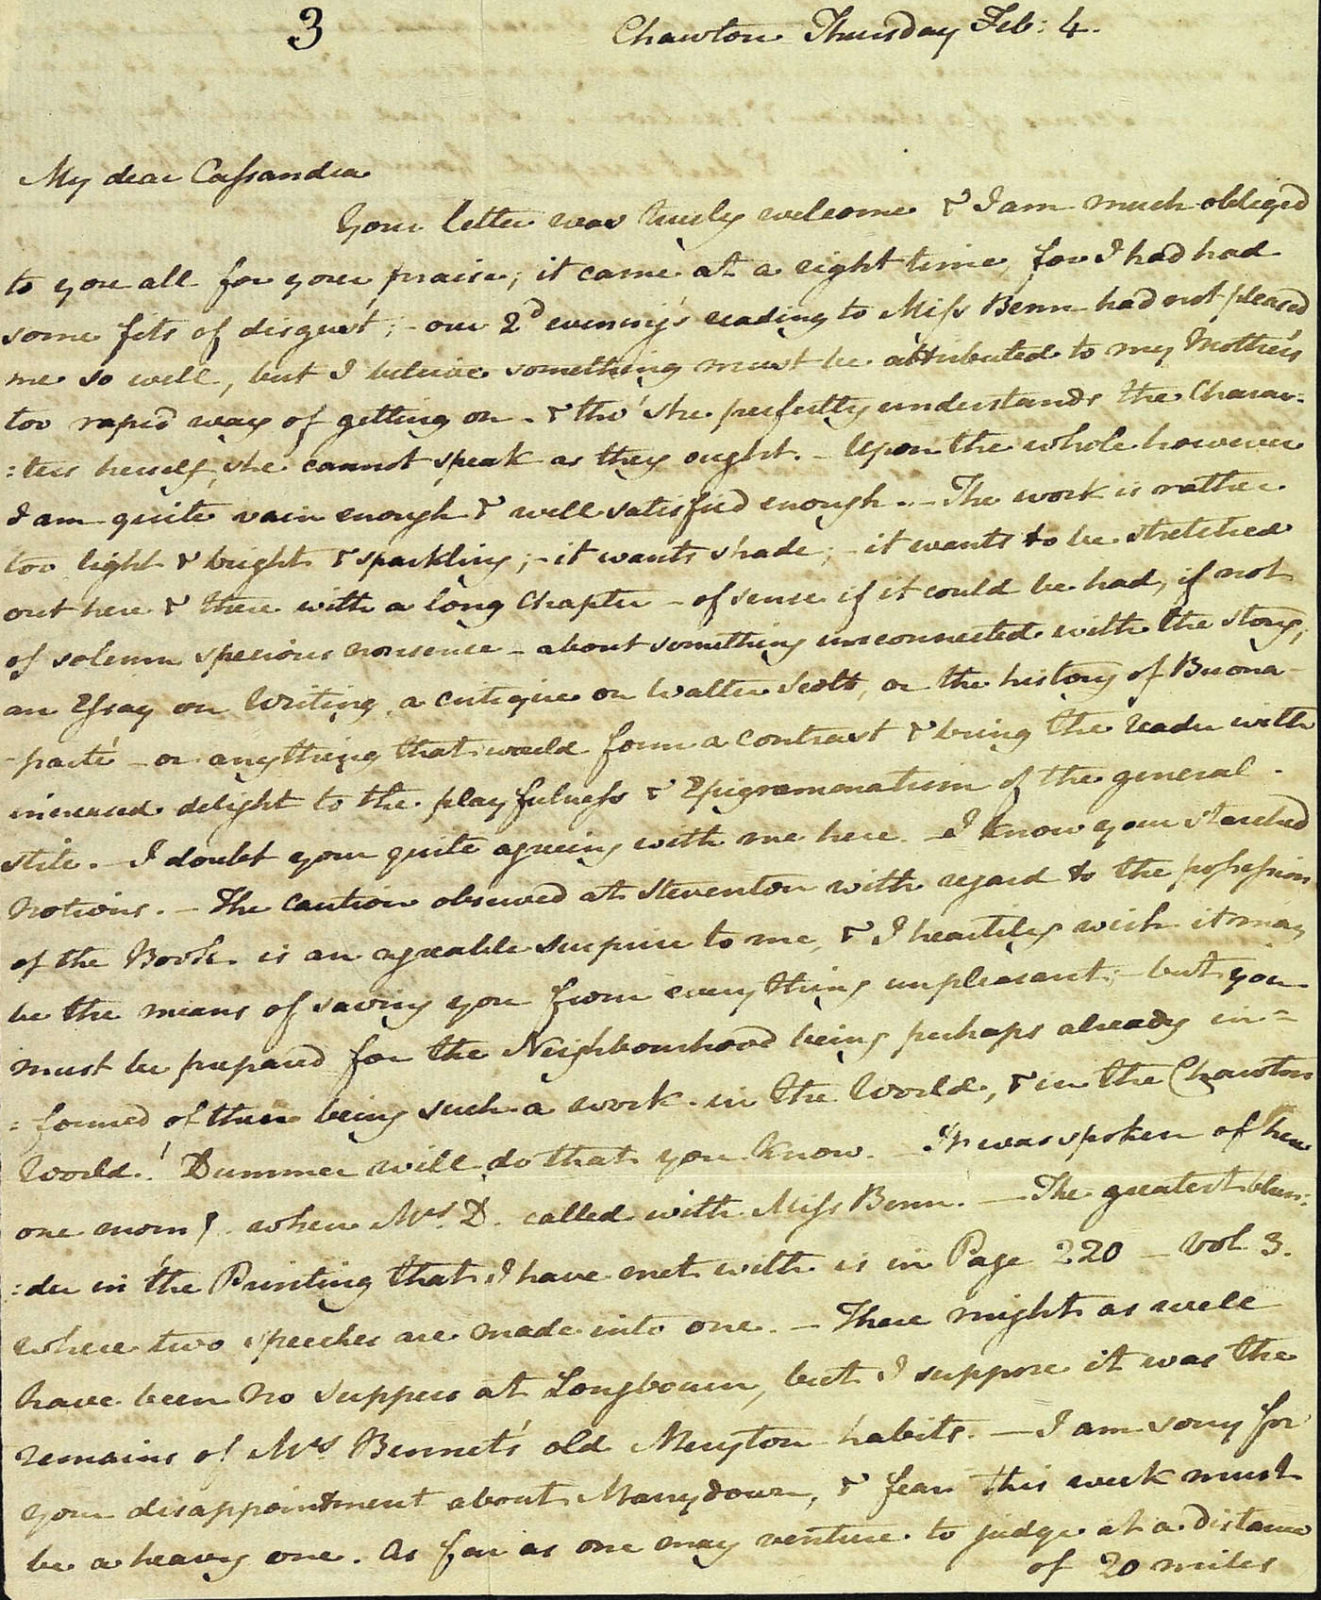 3
Chawton Thursday Feb: 4.
My dear Cassandra
Your letter was truely welcome & I am much obliged
to you all for your praise; it came at a right time, for I had had
some fits of disgust; - our 2d evening's reading to Miss Benn had not pleased
me so well, but I beleive something must be attributed to my Mother's
too rapid way of getting on - & tho' she perfectly understands the Charac-
:ters herself, she cannot speak as they ought. - Upon the whole however
I am quite vain enough & well satisfied enough. - The work is rather
too light & bright & sparkling; - it wants shade; - it wants to be stretched
out here & there with a long Chapter - of sense if it could be had, if not
of solemn specious nonsense - about something unconnected with the story;
an Essay on Writing, a critique on Walter Scott, or the history of Buona-
-parté - or anything that would form a contrast & bring the reader with
increased delight to the playfulness & Epigrammatism of the general
stile. - I doubt your quite agreeing with me here - I know your starched
Notions. - The caution observed at Steventon with regard to the possession
of the Book is an agreable surprise to me, & I heartily wish it may
be the means of saving you from everything unpleasant; - but you
must be prepared for the Neighbourhood being perhaps already in=
:formed of there being such a work in the World, & in the Chawton
World! Dummer will do that you know. - It was spoken of here
one morng when Mrs. D. called with Miss Benn. - The greatest blun:
:der in the Printing that I have met with is in Page 220 - Vol 3.
where two speeches are made into one. - There might as well
have been no suppers at Longbourn, but I suppose it was the
remains of Mrs Bennet's old Meryton habits. - I am sorry for
your disappointment about Manydown, & fear this week must
be a heavy one. As far as one may venture to judge at a distance
of 20 miles